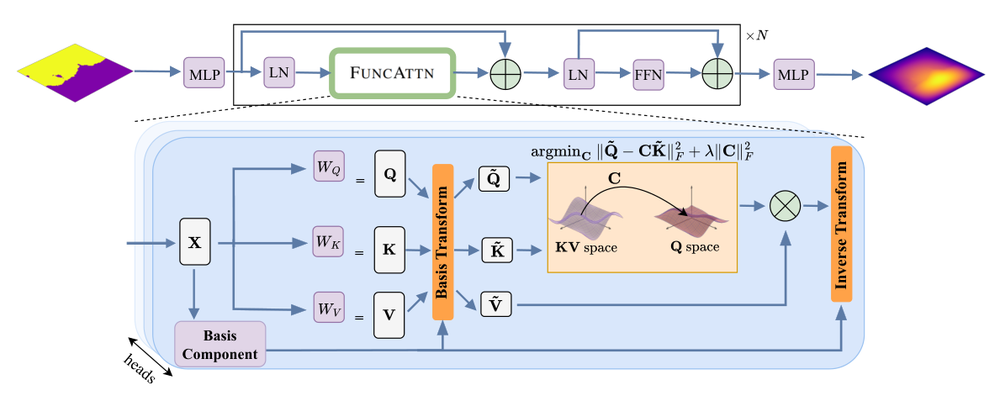 MLP
LN
FUNCATTN
LN
FFN
×N
MLP
argmin_C ‖Q̃ − CK̃‖²_F + λ‖C‖²_F
X
W_Q
=
Q
W_K
=
K
W_V
=
V
Basis Transform
Q̃
K̃
Ṽ
C
KV space
Q space
Inverse Transform
Basis
Component
heads